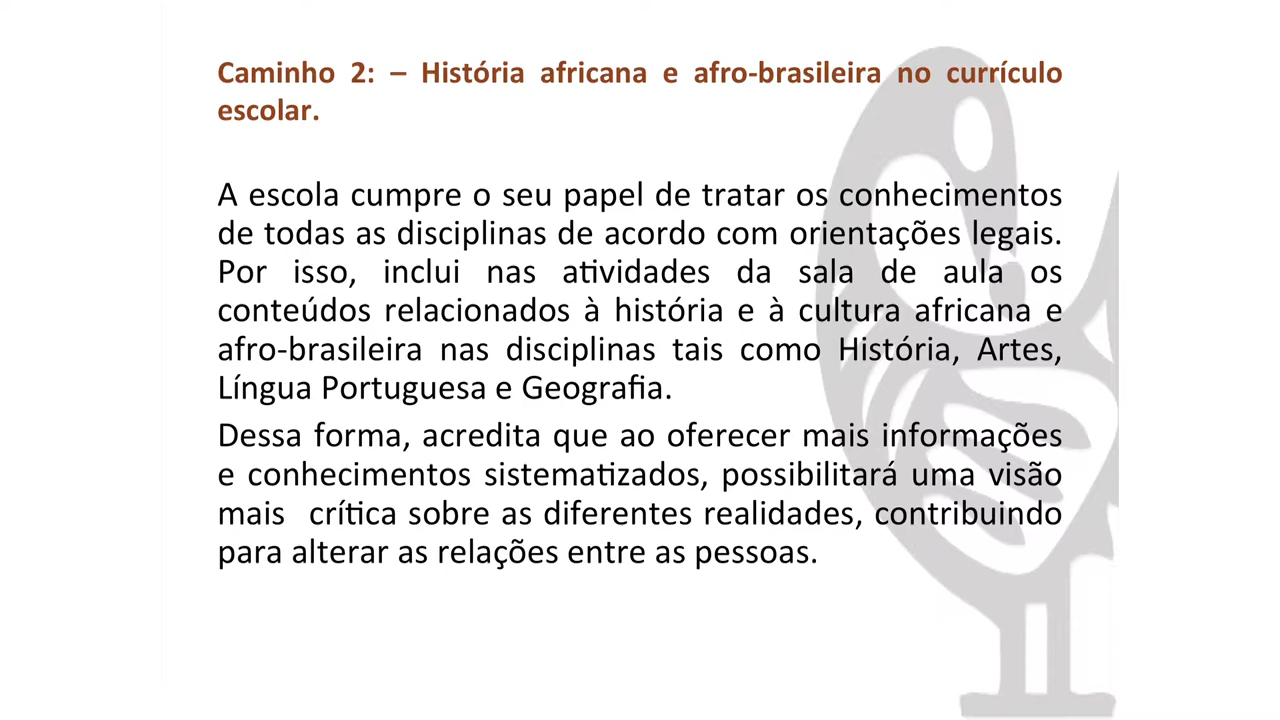 Caminho 2: – História africana e afro-brasileira no currículo
escolar.
A escola cumpre o seu papel de tratar os conhecimentos
de todas as disciplinas de acordo com orientações legais.
Por isso, inclui nas atividades da sala de aula os
conteúdos relacionados à história e à cultura africana e
afro-brasileira nas disciplinas tais como História, Artes,
Língua Portuguesa e Geografia.
Dessa forma, acredita que ao oferecer mais informações
e conhecimentos sistematizados, possibilitará uma visão
mais crítica sobre as diferentes realidades, contribuindo
para alterar as relações entre as pessoas.